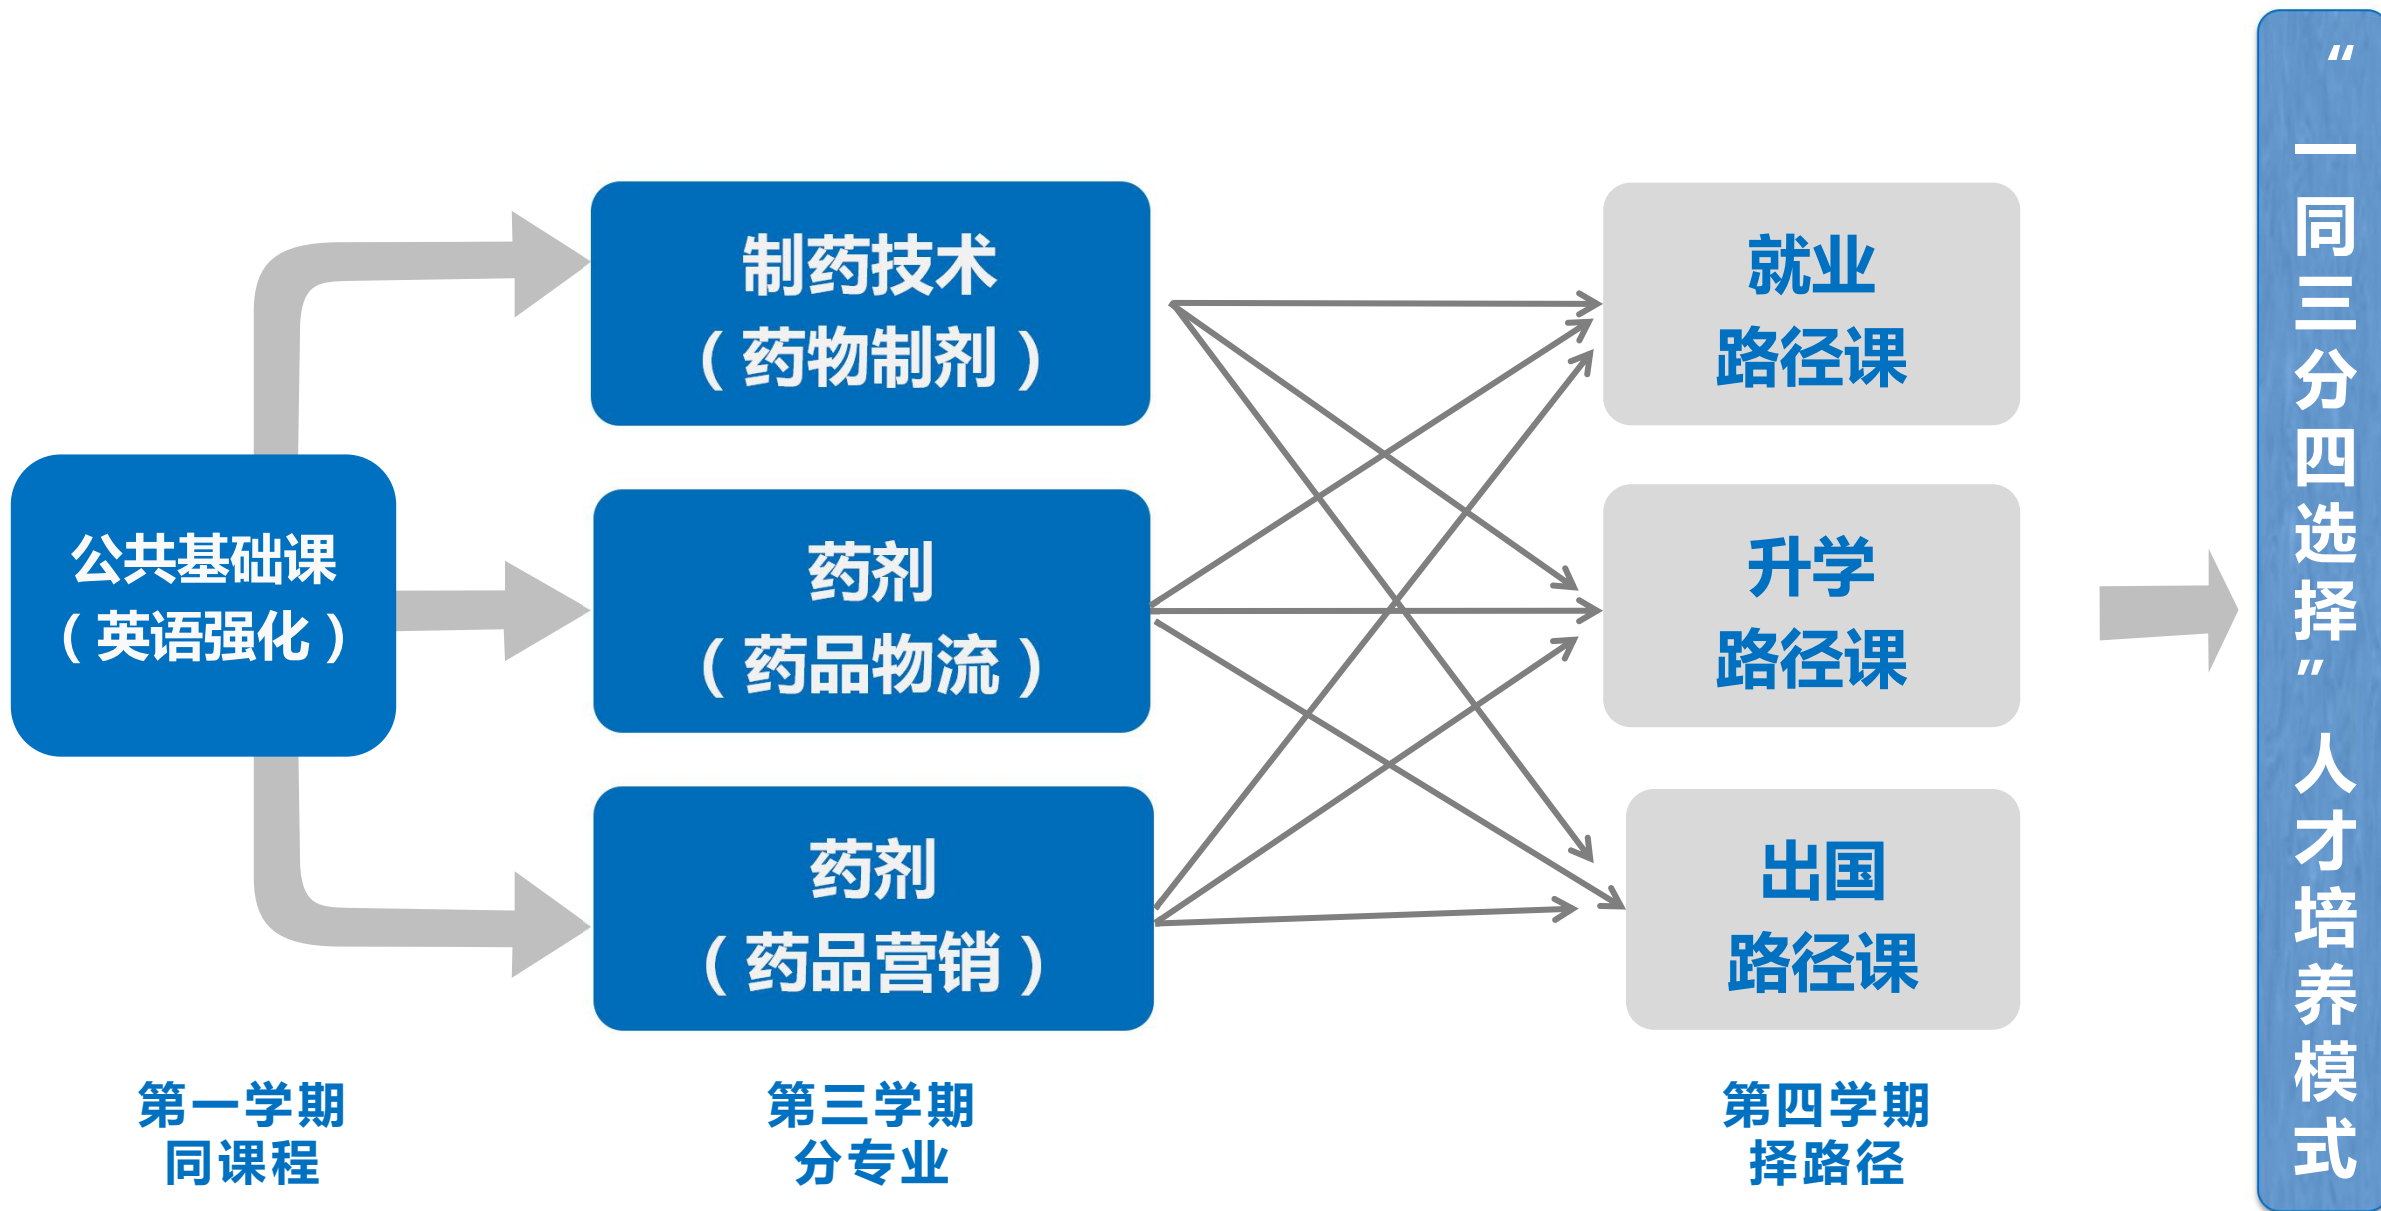 公共基础课
（英语强化）
第一学期
同课程
制药技术
（药物制剂）
药剂
（药品物流）
药剂
（药品营销）
第三学期
分专业
就业
路径课
升学
路径课
出国
路径课
第四学期
择路径
“一同三分四选择”人才培养模式